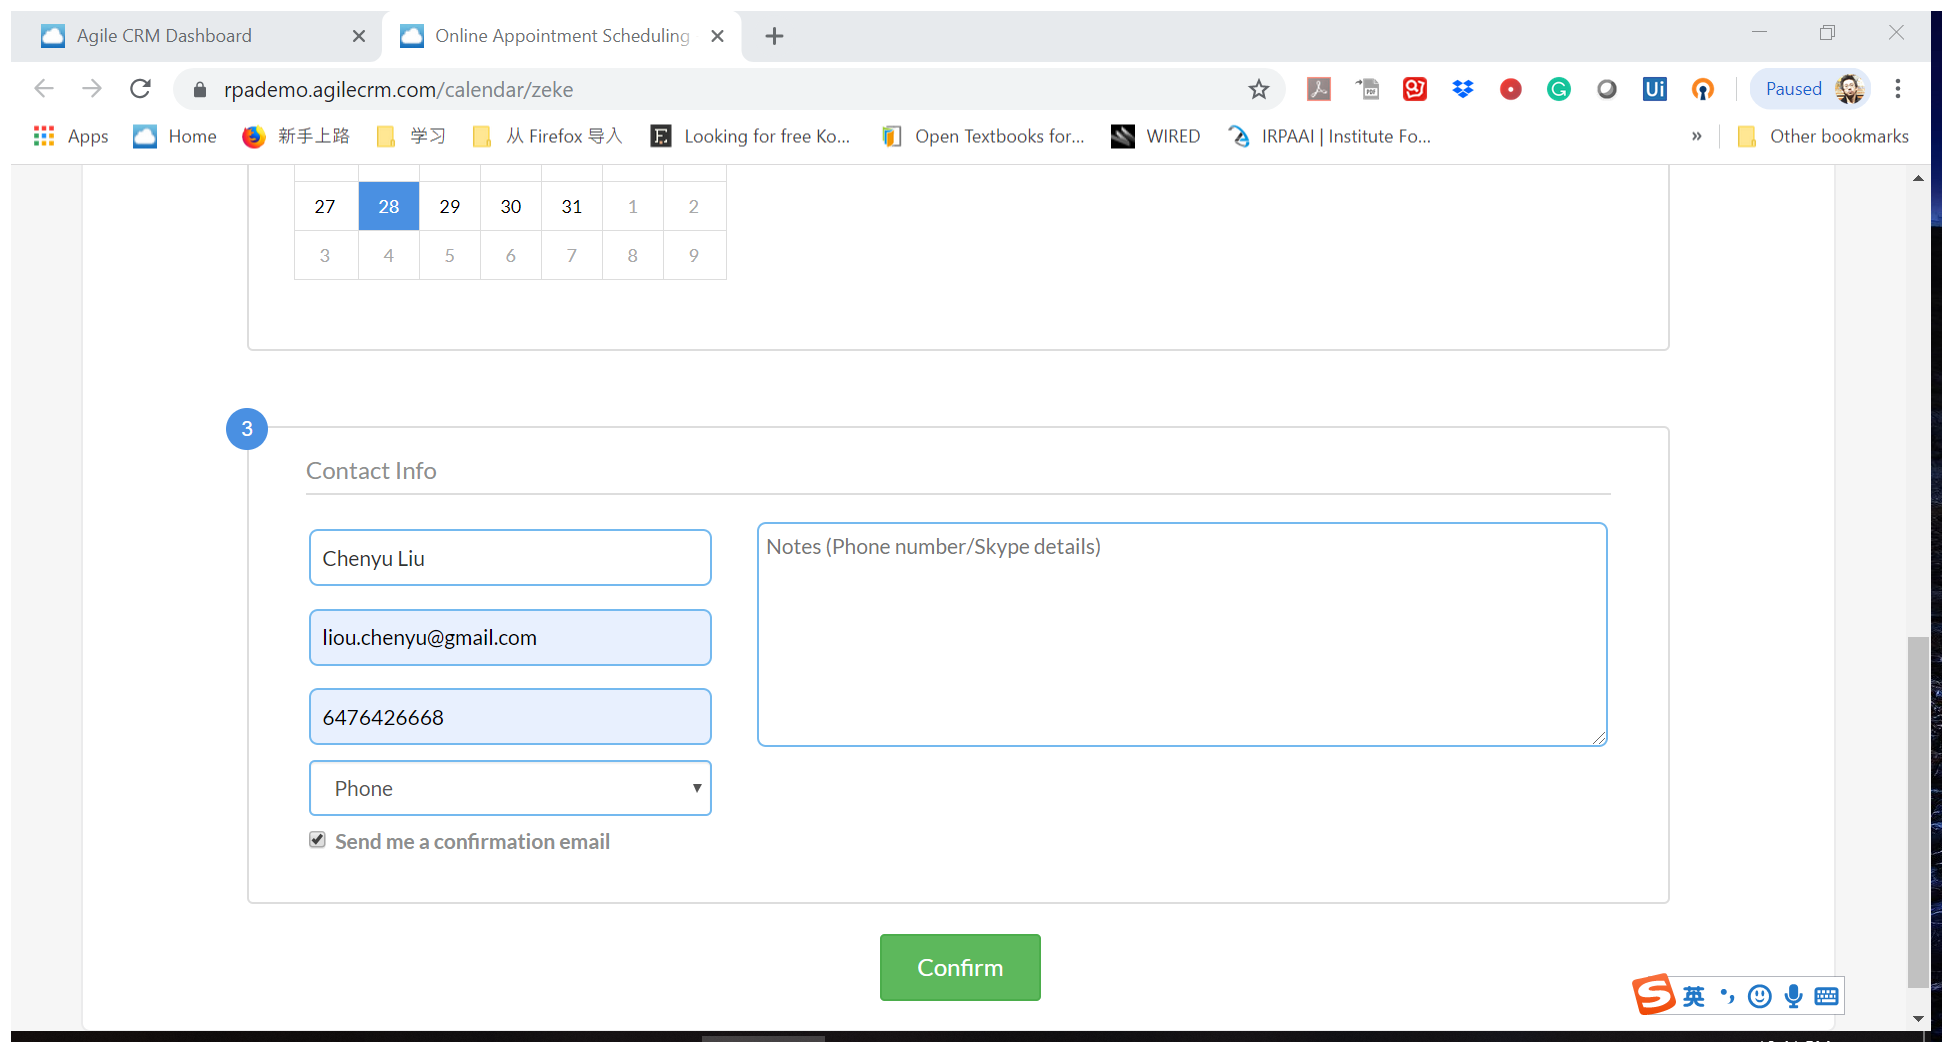 Agile CRM Dashboard
Online Appointment Scheduling
rpademo.agilecrm.com/calendar/zeke
PDF
Ui
Paused
Apps
Home
新手上路
学习
从 Firefox 导入
Looking for free Ko...
Open Textbooks for...
WIRED
IRPAAI | Institute Fo...
»
Other bookmarks
27 28 29 30 31 1 2
3 4 5 6 7 8 9
3
Contact Info
Chenyu Liu
Notes (Phone number/Skype details)
liou.chenyu@gmail.com
6476426668
Phone
Send me a confirmation email
Confirm
S 英